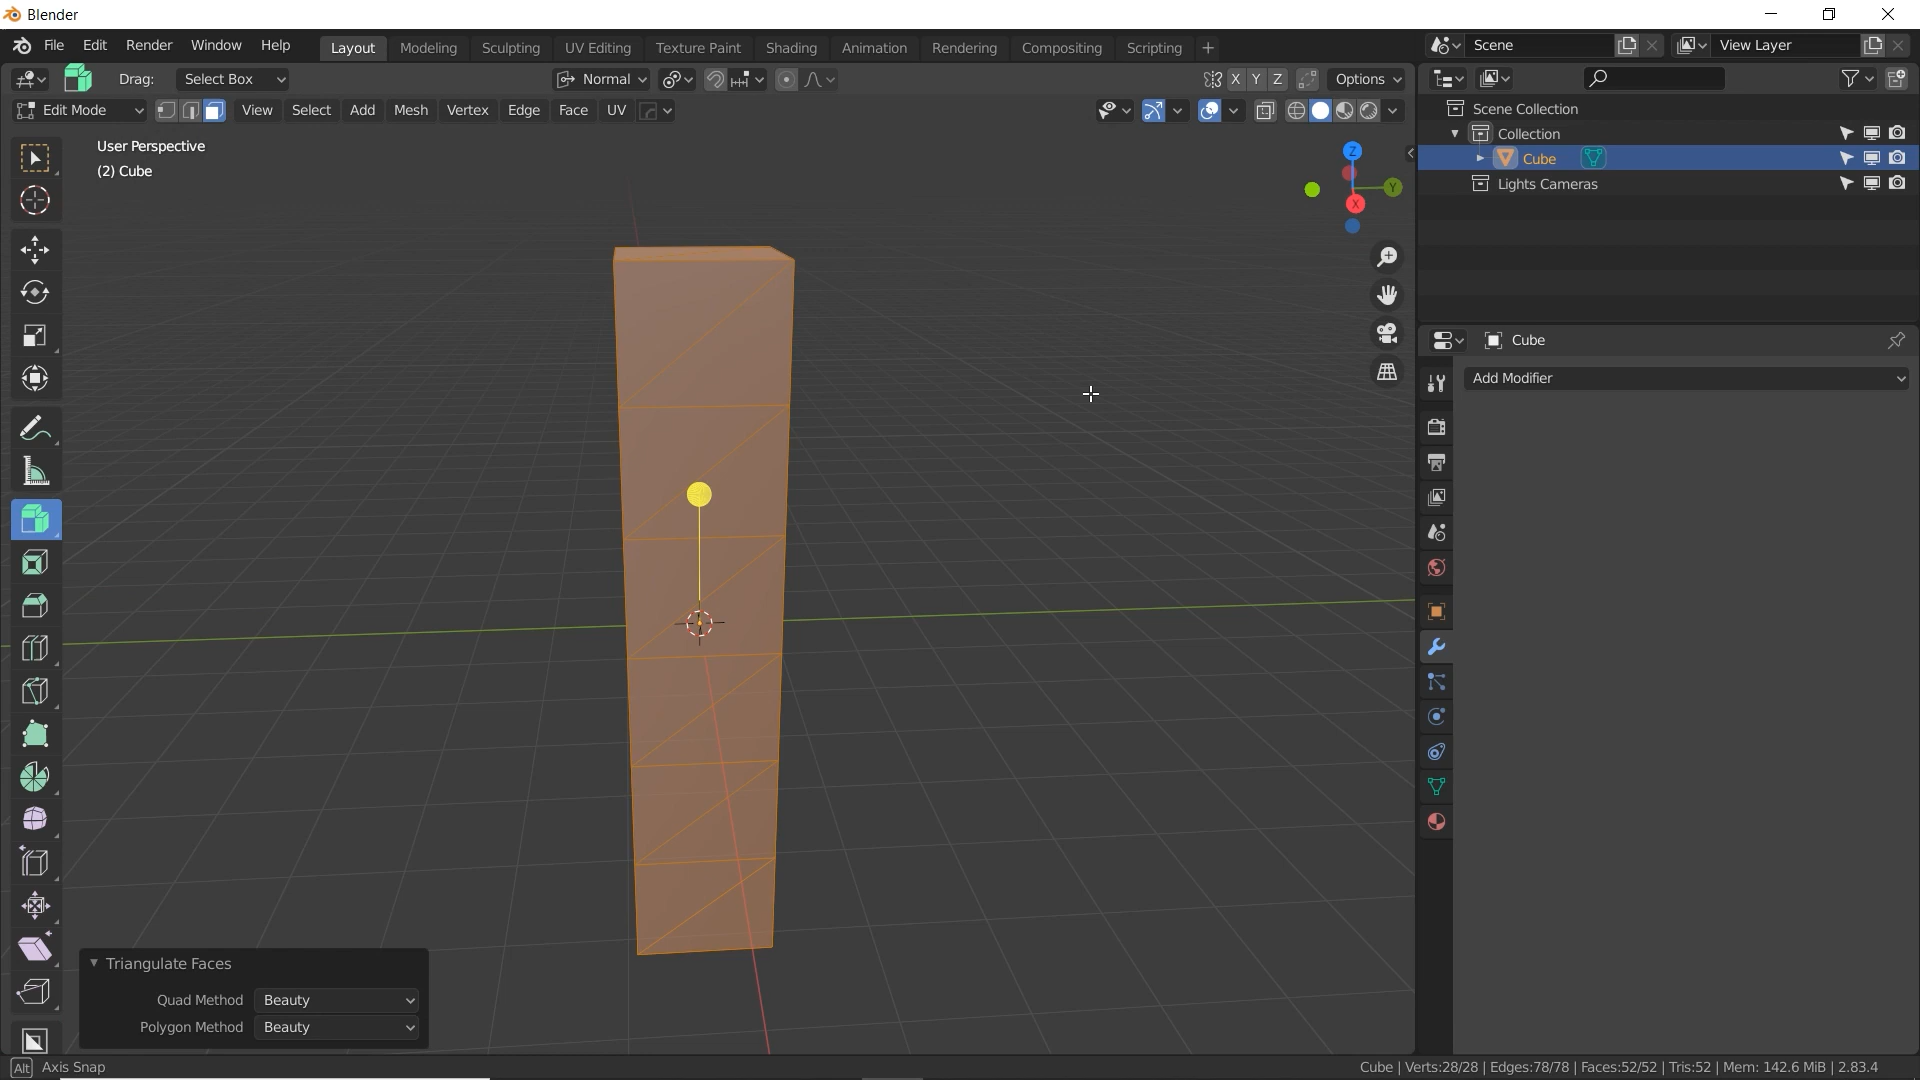 Blender
File Edit Render Window Help Layout Modeling Sculpting UV Editing Texture Paint Shading Animation Rendering Compositing Scripting + Scene View Layer
Drag: Select Box Normal X Y Z Options
Edit Mode View Select Add Mesh Vertex Edge Face UV
User Perspective
(2) Cube
Z
Y
X
Scene Collection
Collection
Cube
Lights Cameras
Cube
Add Modifier
Triangulate Faces
Quad Method Beauty
Polygon Method Beauty
Alt Axis Snap
Cube | Verts:28/28 | Edges:78/78 | Faces:52/52 | Tris:52 | Mem: 142.6 MiB | 2.83.4